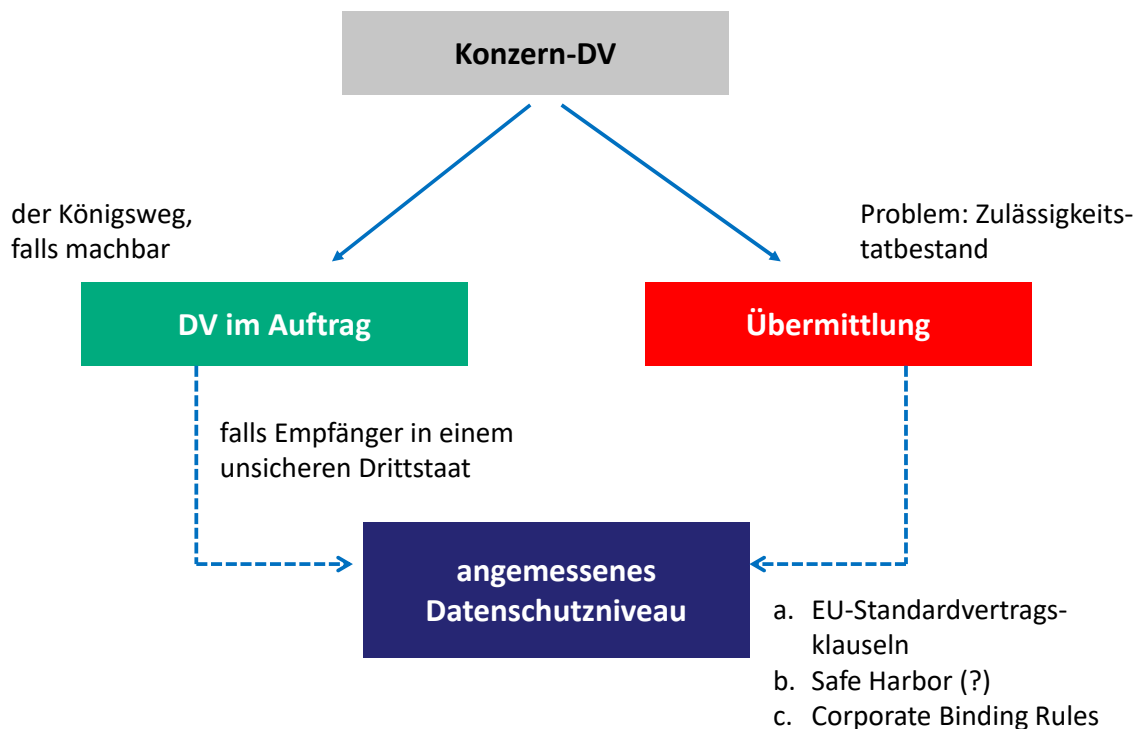 Konzern-DV
der Königsweg,
falls machbar
Problem: Zulässigkeits-
tatbestand
DV im Auftrag
Übermittlung
falls Empfänger in einem
unsicheren Drittstaat
angemessenes
Datenschutzniveau
a. EU-Standardvertrags-
klauseln
b. Safe Harbor (?)
c. Corporate Binding Rules